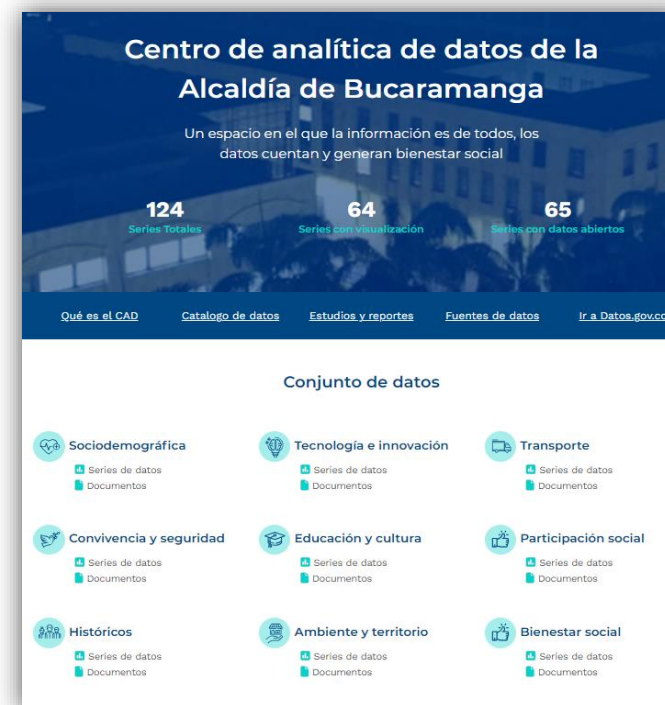 Centro de analítica de datos de la
Alcaldía de Bucaramanga
Un espacio en el que la información es de todos, los
datos cuentan y generan bienestar social
124
Series Totales
64
Series con visualización
65
Series con datos abiertos
Qué es el CAD
Catalogo de datos
Estudios y reportes
Fuentes de datos
Ir a Datos.gov.co
Conjunto de datos
Sociodemográfica
Series de datos
Documentos
Tecnología e innovación
Series de datos
Documentos
Transporte
Series de datos
Documentos
Convivencia y seguridad
Series de datos
Documentos
Educación y cultura
Series de datos
Documentos
Participación social
Series de datos
Documentos
Históricos
Series de datos
Documentos
Ambiente y territorio
Series de datos
Documentos
Bienestar social
Series de datos
Documentos